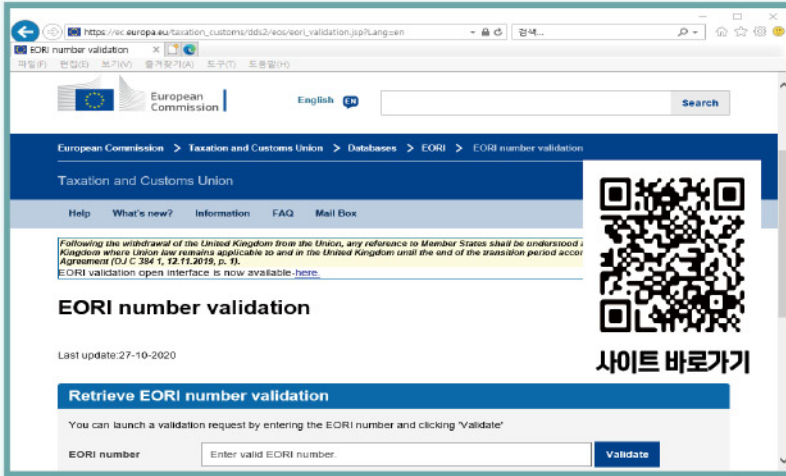 https://ec.europa.eu/taxation_customs/dds2/eos/eori_validation.jsp?Lang=en
검색...
EORI number validation
파일(F) 편집(E) 보기(V) 즐겨찾기(A) 도구(T) 도움말(H)
European
Commission
English EN
Search
European Commission > Taxation and Customs Union > Databases > EORI > EORI number validation
Taxation and Customs Union
Help What's new? Information FAQ Mail Box
Following the withdrawal of the United Kingdom from the Union, any reference to Member States shall be understood
Kingdom where Union law remains applicable to and in the United Kingdom until the end of the transition period
Agreement (OJ C 384 1, 12.11.2019, p. 1).
EORI validation open interface is now available-here.
EORI number validation
Last update:27-10-2020
사이트 바로가기
Retrieve EORI number validation
You can launch a validation request by entering the EORI number and clicking 'Validate'
EORI number
Enter valid EORI number.
Validate